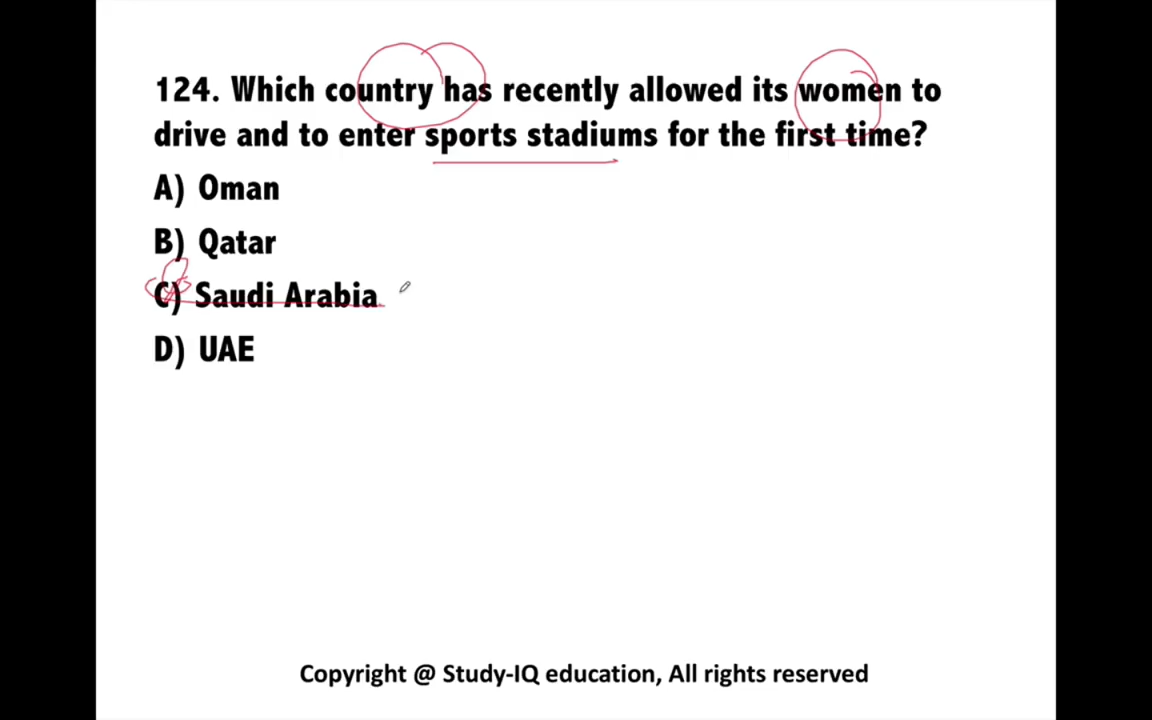 124. Which country has recently allowed its women to
drive and to enter sports stadiums for the first time?
A) Oman
B) Qatar
C) Saudi Arabia
D) UAE
Copyright @ Study-IQ education, All rights reserved